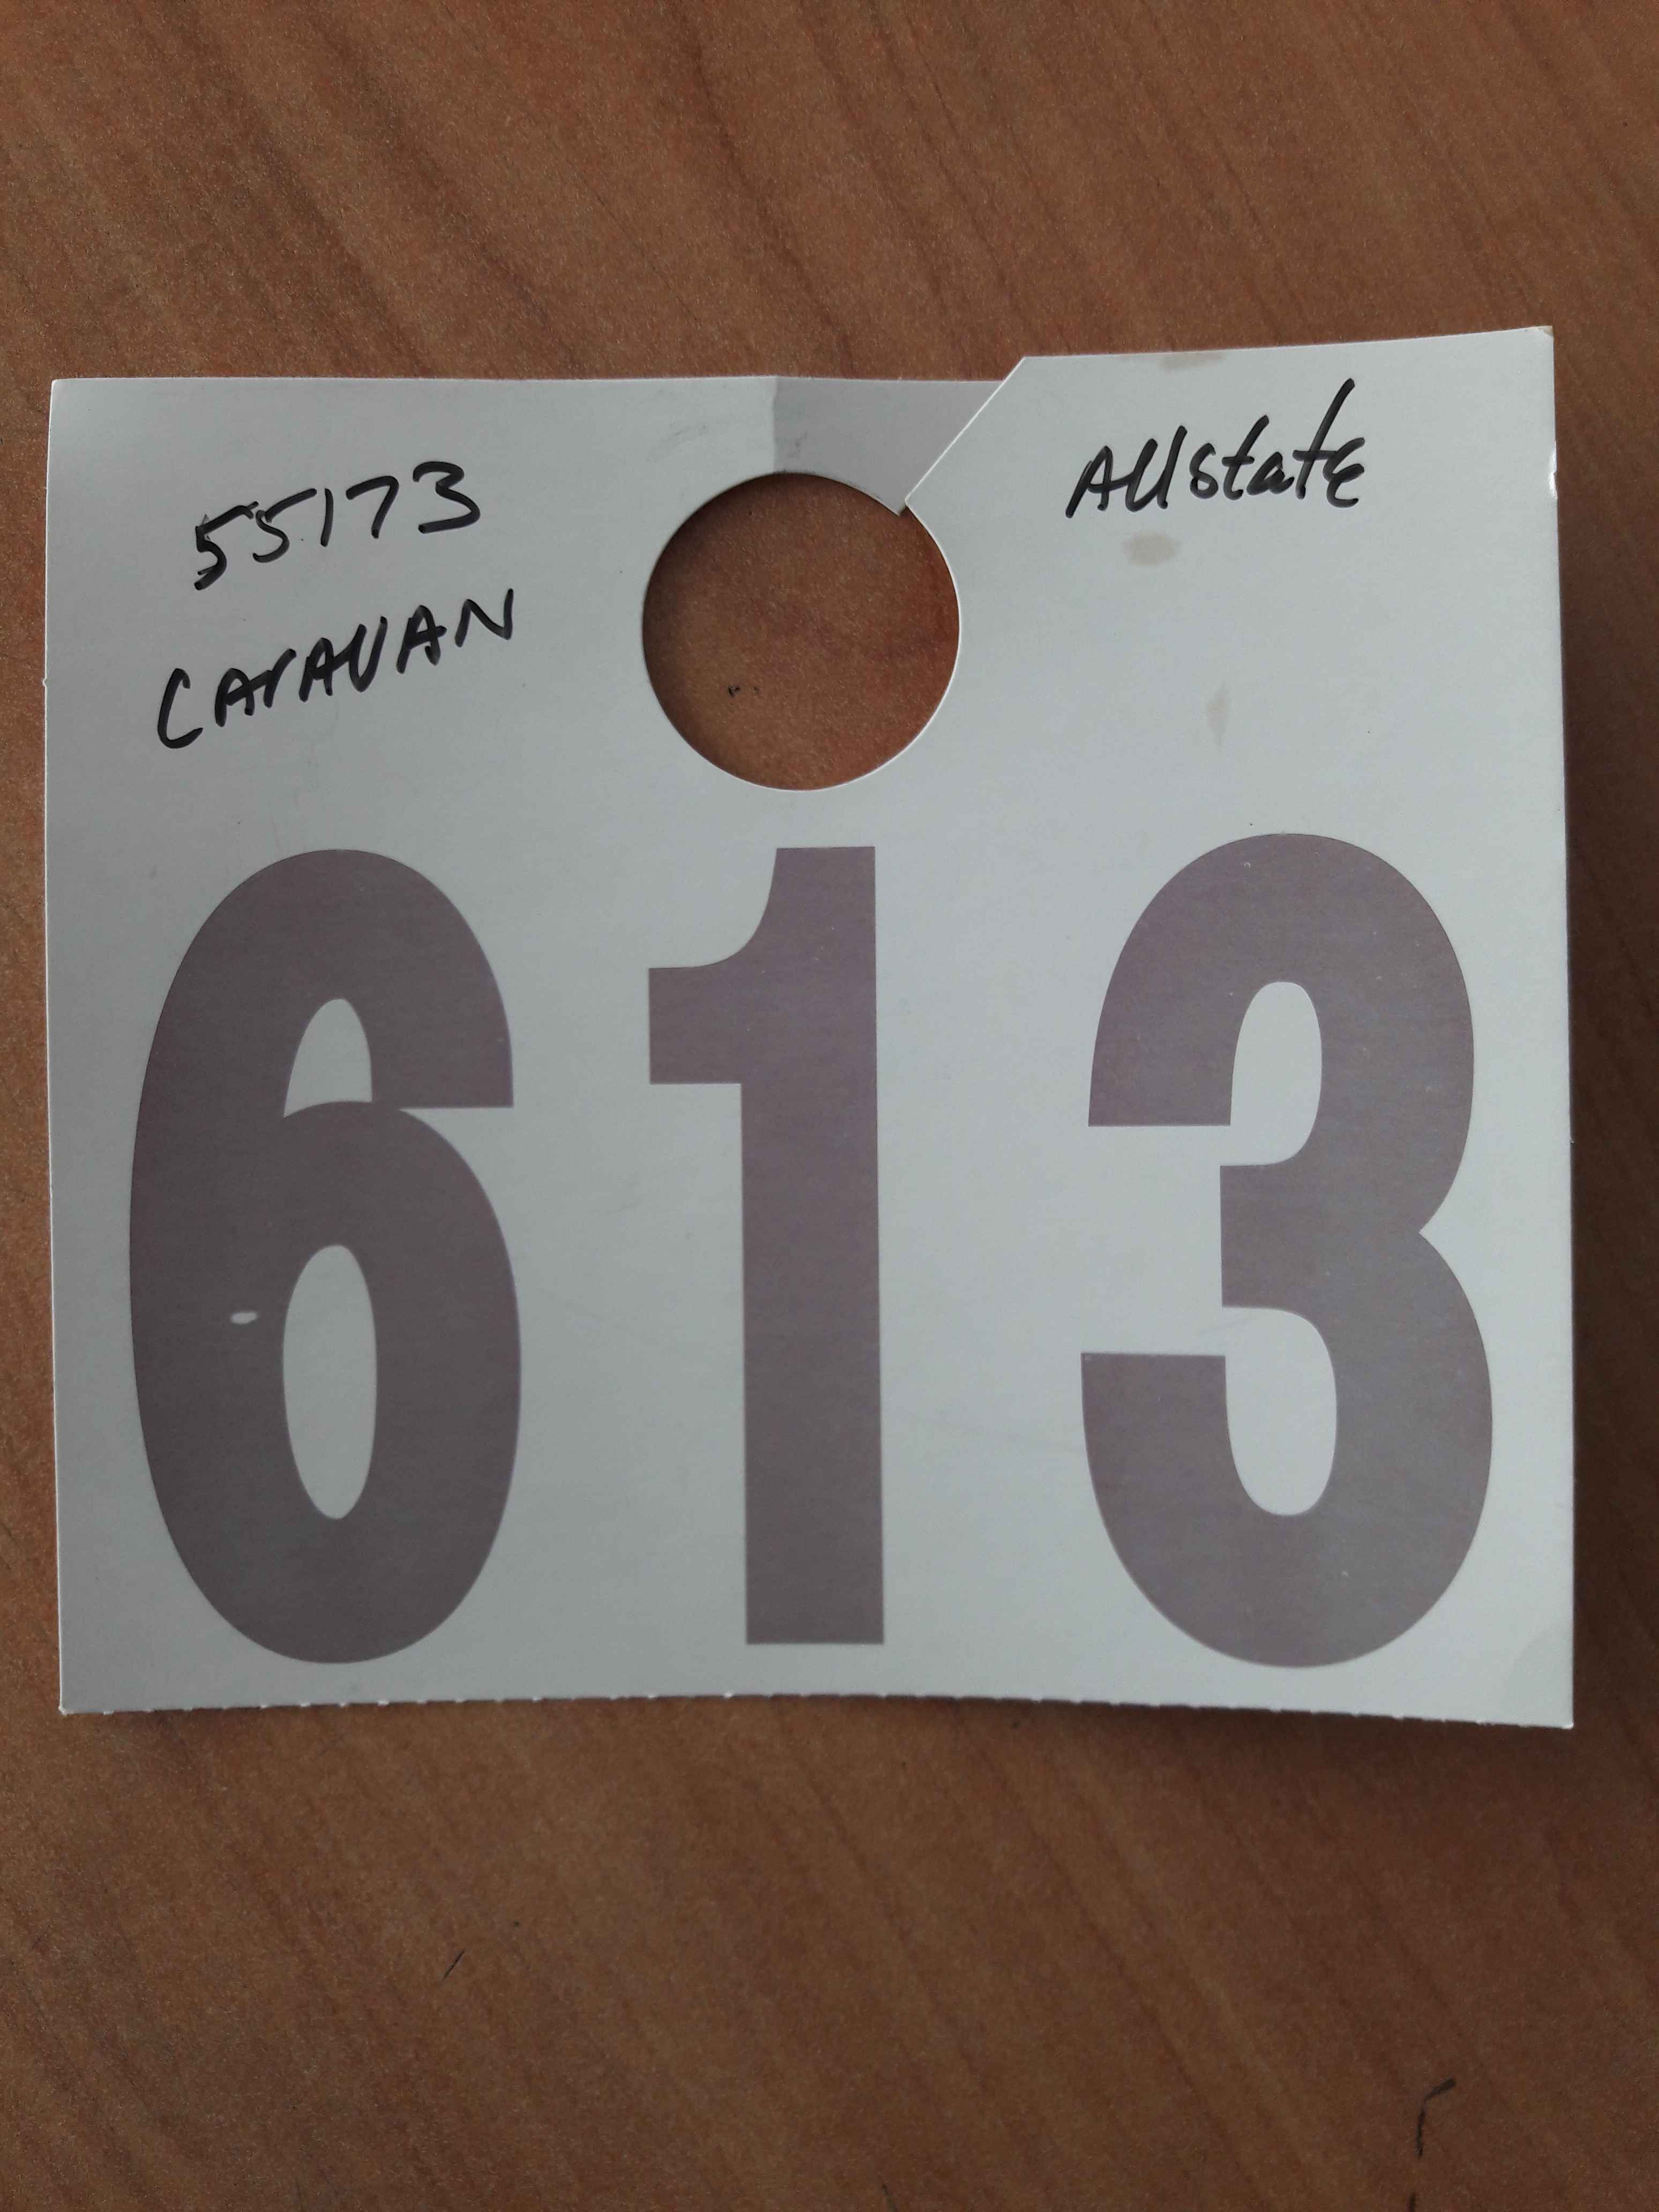 55173
CARAVAN
Allstate
613